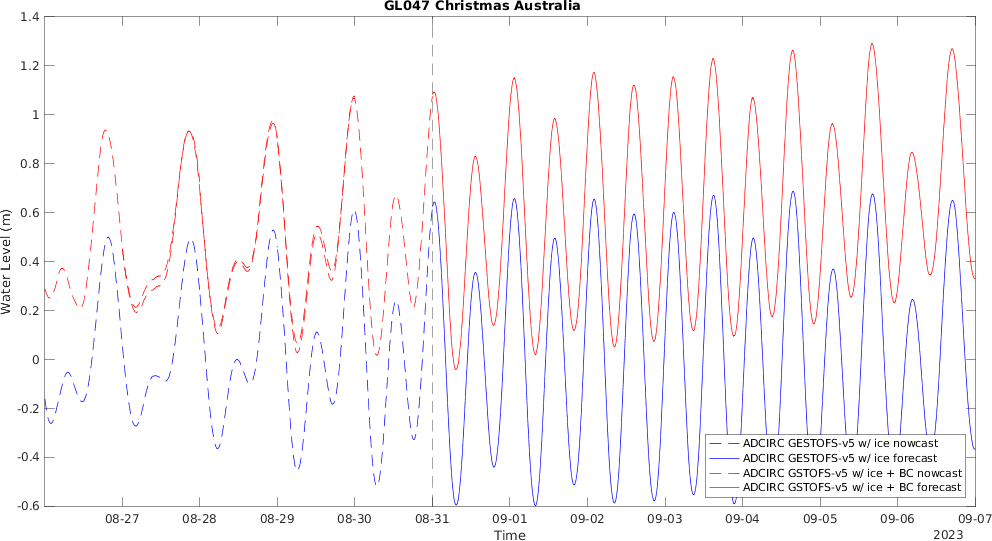 GL047 Christmas Australia
1.4
1.2
1
0.8
0.6
0.4
0.2
0
-0.2
-0.4
-0.6
Water Level (m)
ADCIRC GESTOFS-v5 w/ ice nowcast
ADCIRC GESTOFS-v5 w/ ice forecast
ADCIRC GSTOFS-v5 w/ ice + BC nowcast
ADCIRC GSTOFS-v5 w/ ice + BC forecast
08-27 08-28 08-29 08-30 08-31 09-01 09-02 09-03 09-04 09-05 09-06 09-07
Time
2023